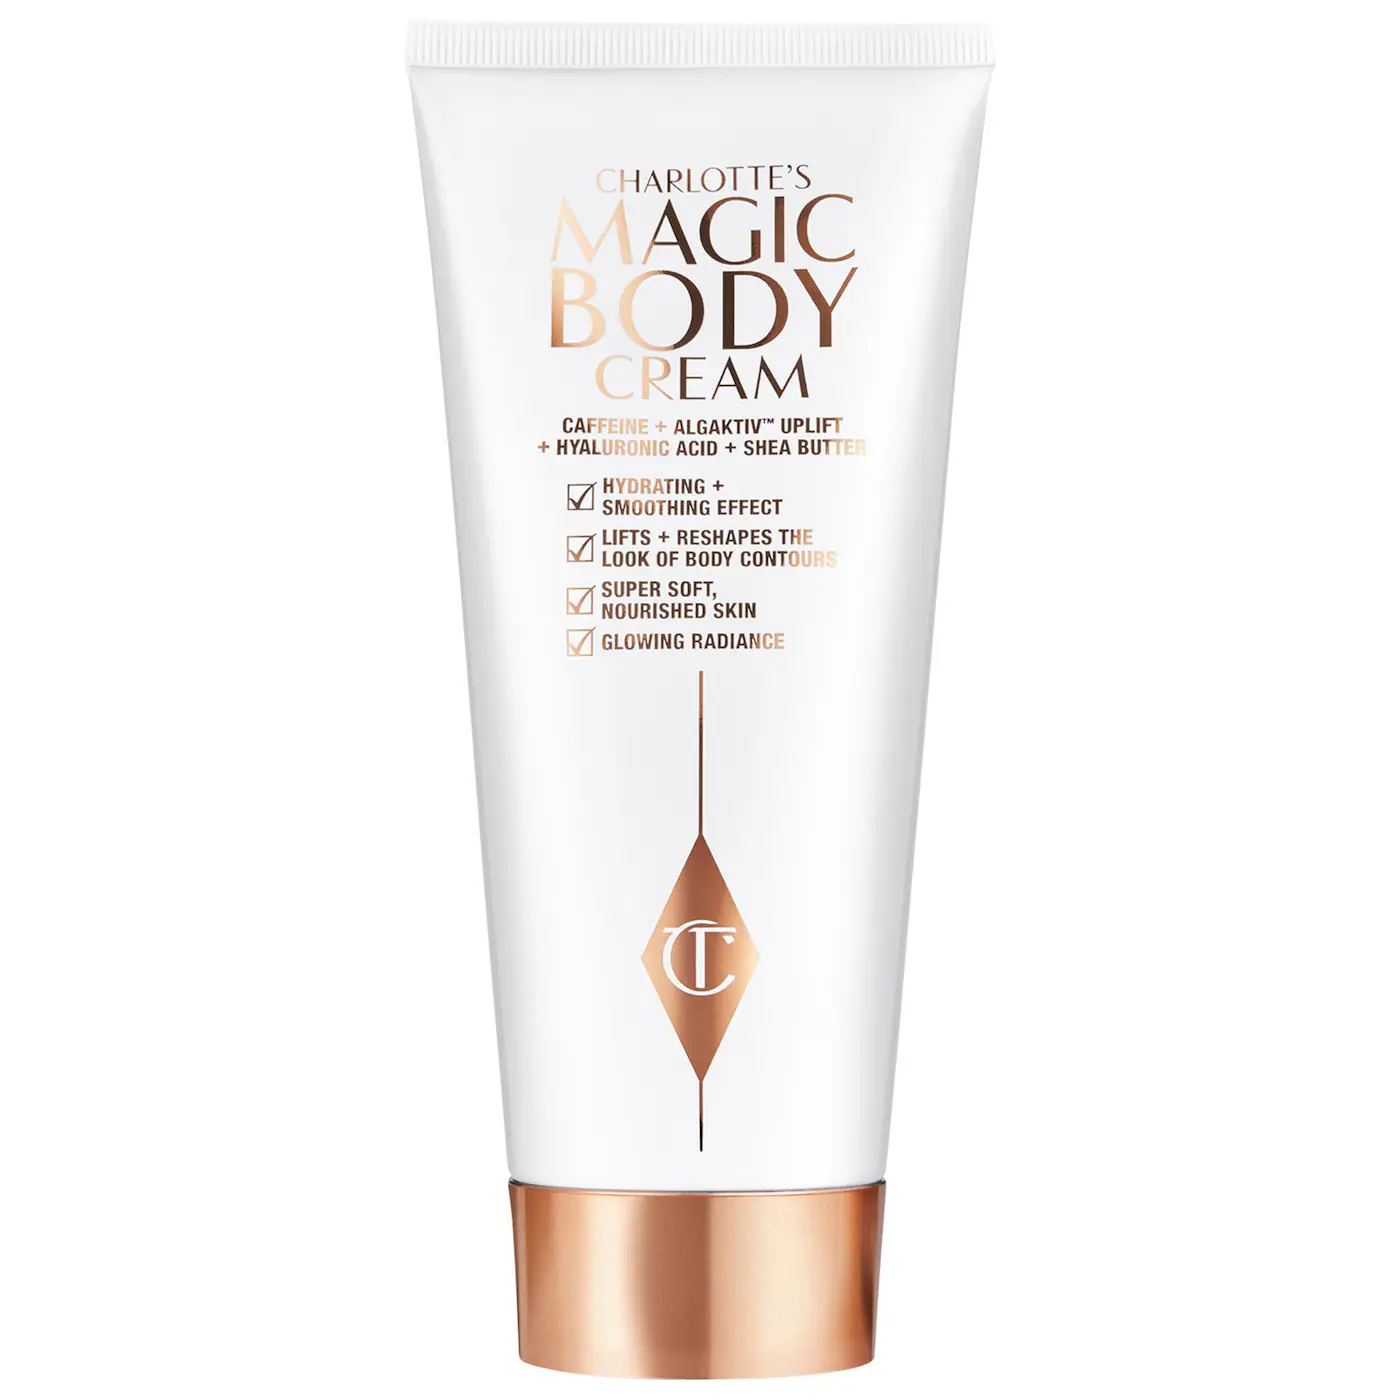 CHARLOTTE'S
MAGIC
BODY
CREAM
CAFFEINE + ALGAKTIV™ UPLIFT
+ HYALURONIC ACID + SHEA BUTTER
HYDRATING +
SMOOTHING EFFECT
LIFTS + RESHAPES THE
LOOK OF BODY CONTOURS
SUPER SOFT,
NOURISHED SKIN
GLOWING RADIANCE
CT